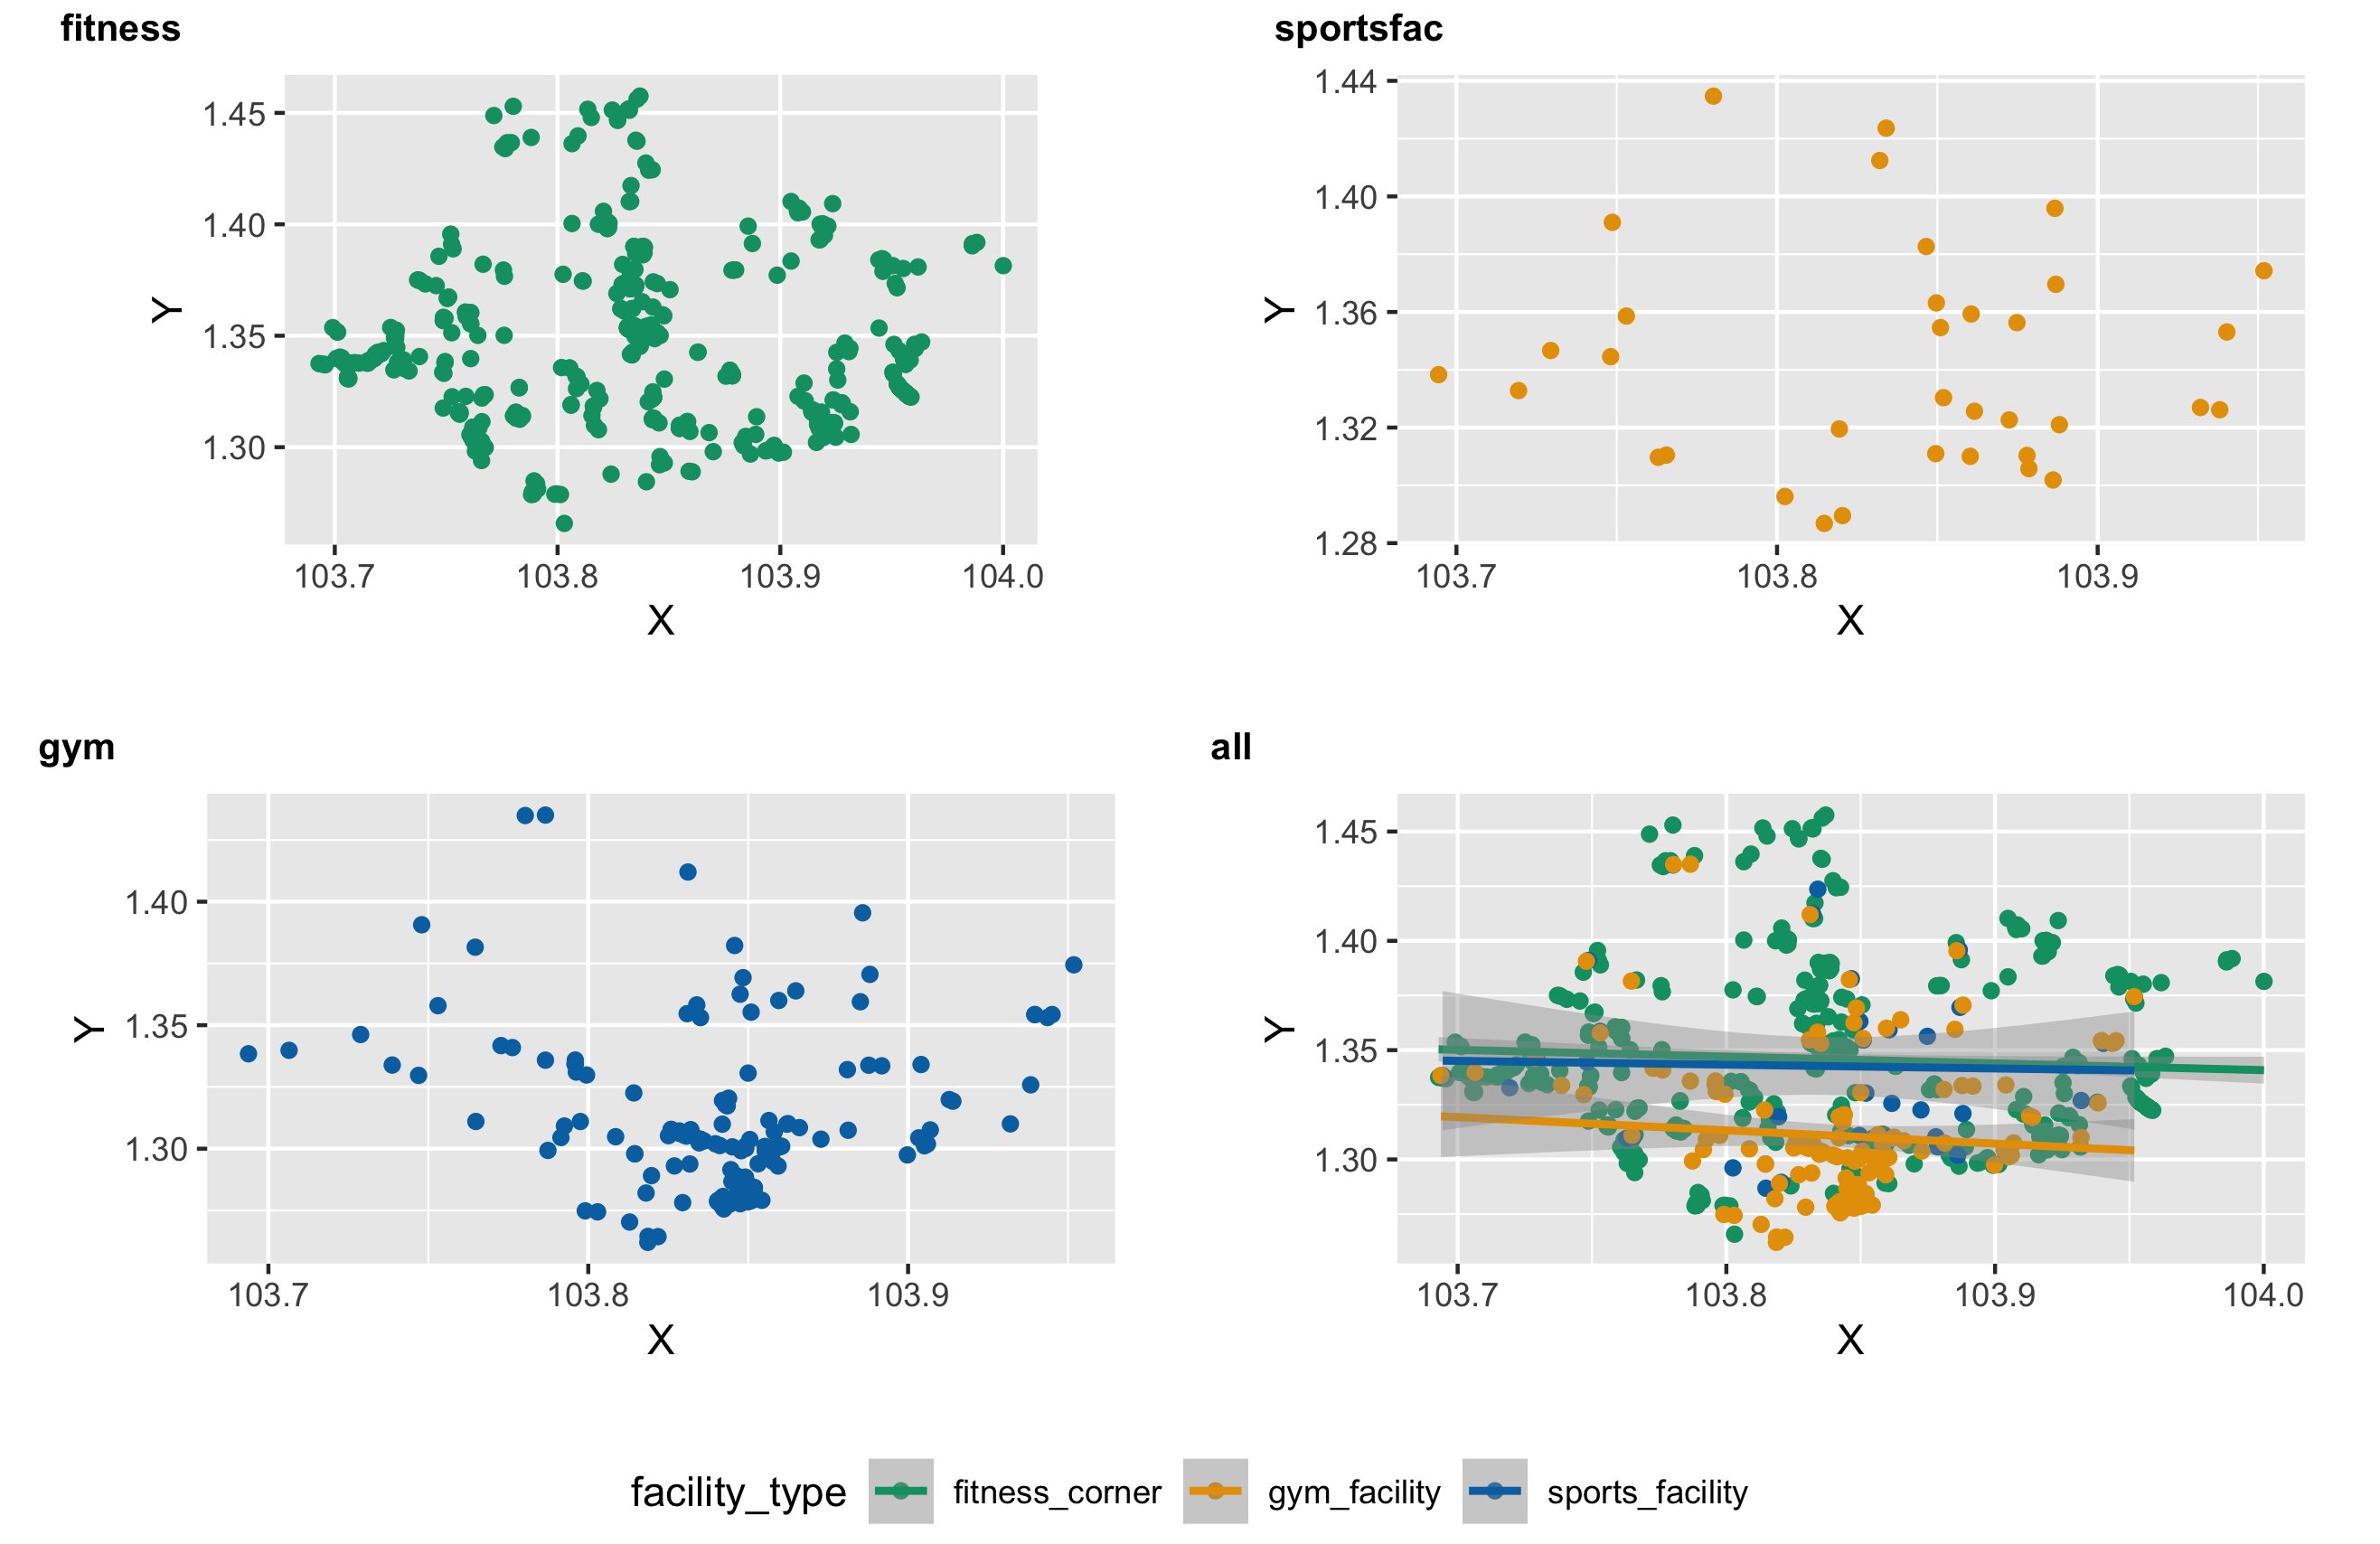 fitness
1.45
1.40
1.35
1.30
Y
103.7 103.8 103.9 104.0
X
sportsfac
1.44
1.40
1.36
1.32
1.28
Y
103.7 103.8 103.9
X
gym
1.40
1.35
1.30
Y
103.7 103.8 103.9
X
all
1.45
1.40
1.35
1.30
Y
103.7 103.8 103.9 104.0
X
facility_type fitness_corner gym_facility sports_facility